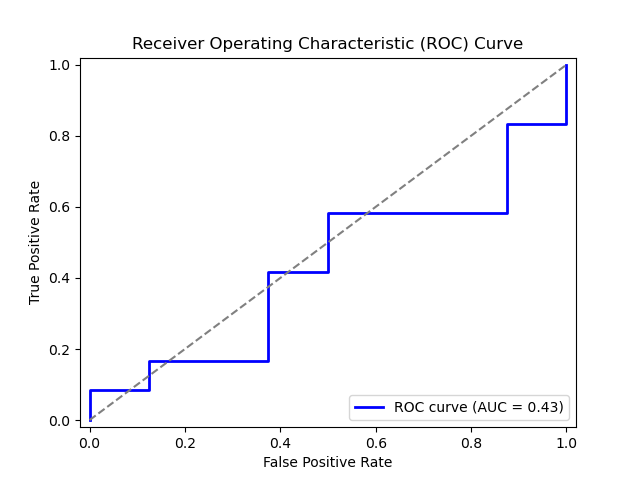 Receiver Operating Characteristic (ROC) Curve
1.0
0.8
0.6
0.4
0.2
0.0
True Positive Rate
ROC curve (AUC = 0.43)
0.0 0.2 0.4 0.6 0.8 1.0
False Positive Rate